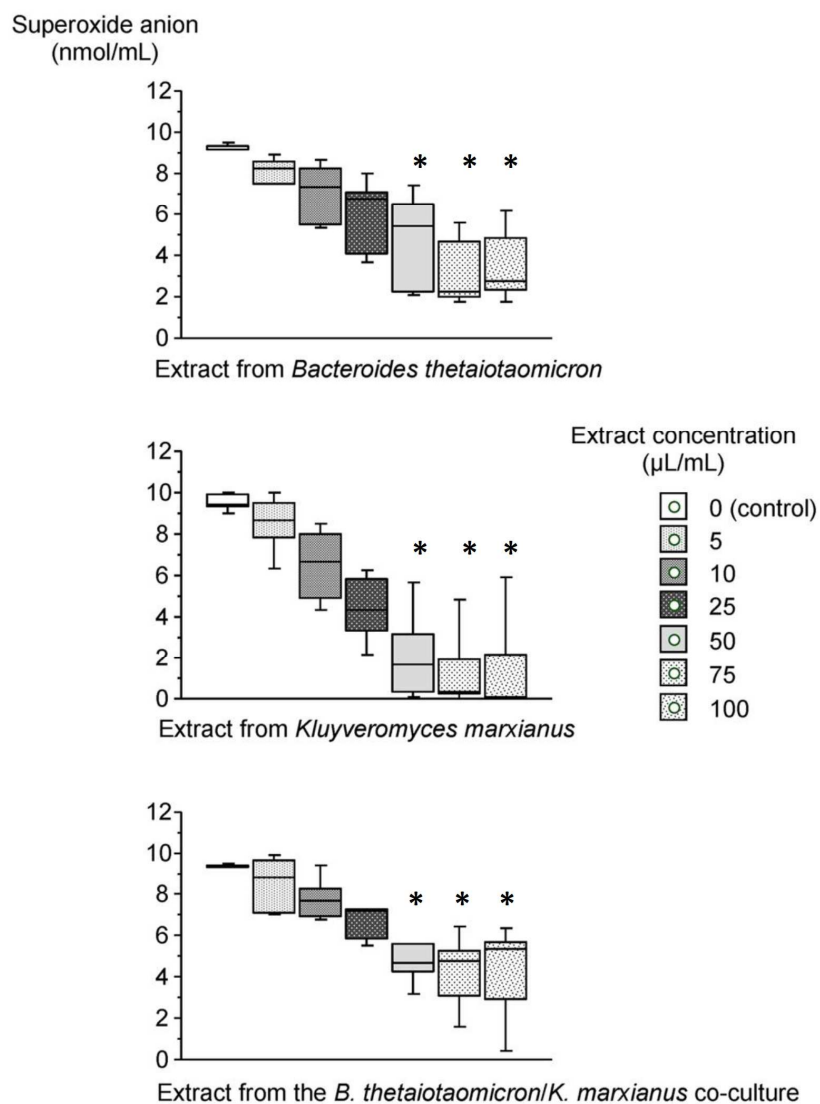 Superoxide anion
(nmol/mL)
12
10
8
6
4
2
0
* * *
Extract from Bacteroides thetaiotaomicron
12
10
8
6
4
2
0
* * *
Extract from Kluyveromyces marxianus
Extract concentration
(µL/mL)
0 (control)
5
10
25
50
75
100
12
10
8
6
4
2
0
* * *
Extract from the B. thetaiotaomicron/K. marxianus co-culture